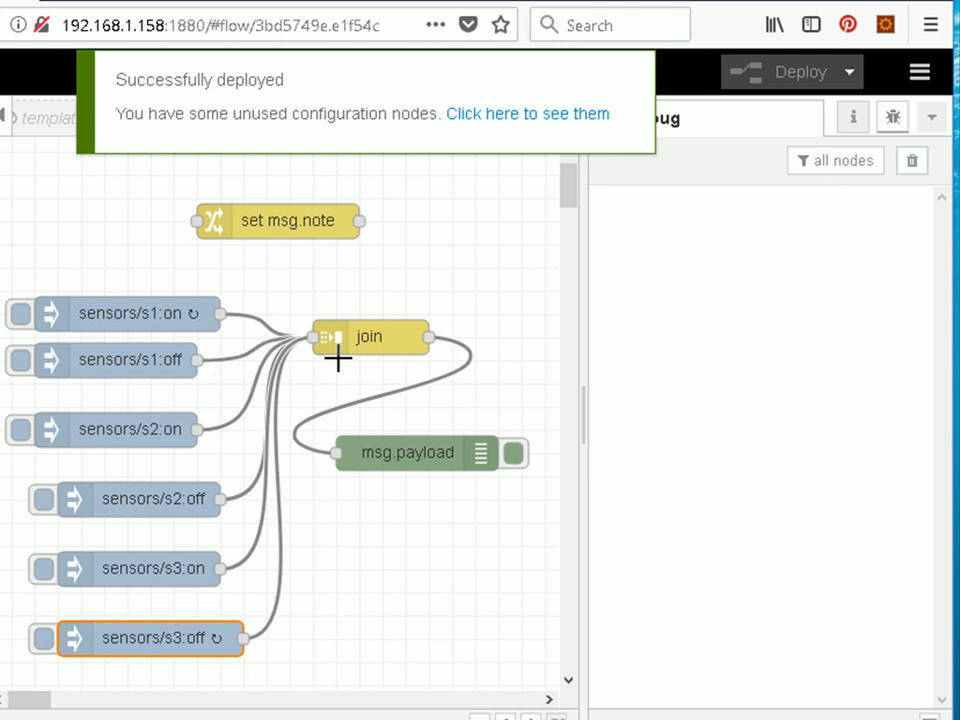 192.168.1.158:1880/#flow/3bd5749e.e1f54c
Search
Successfully deployed
You have some unused configuration nodes. Click here to see them
Deploy
templat
ug
i
all nodes
set msg.note
sensors/s1:on ↻
sensors/s1:off
join
sensors/s2:on
msg.payload
sensors/s2:off
sensors/s3:on
sensors/s3:off ↻